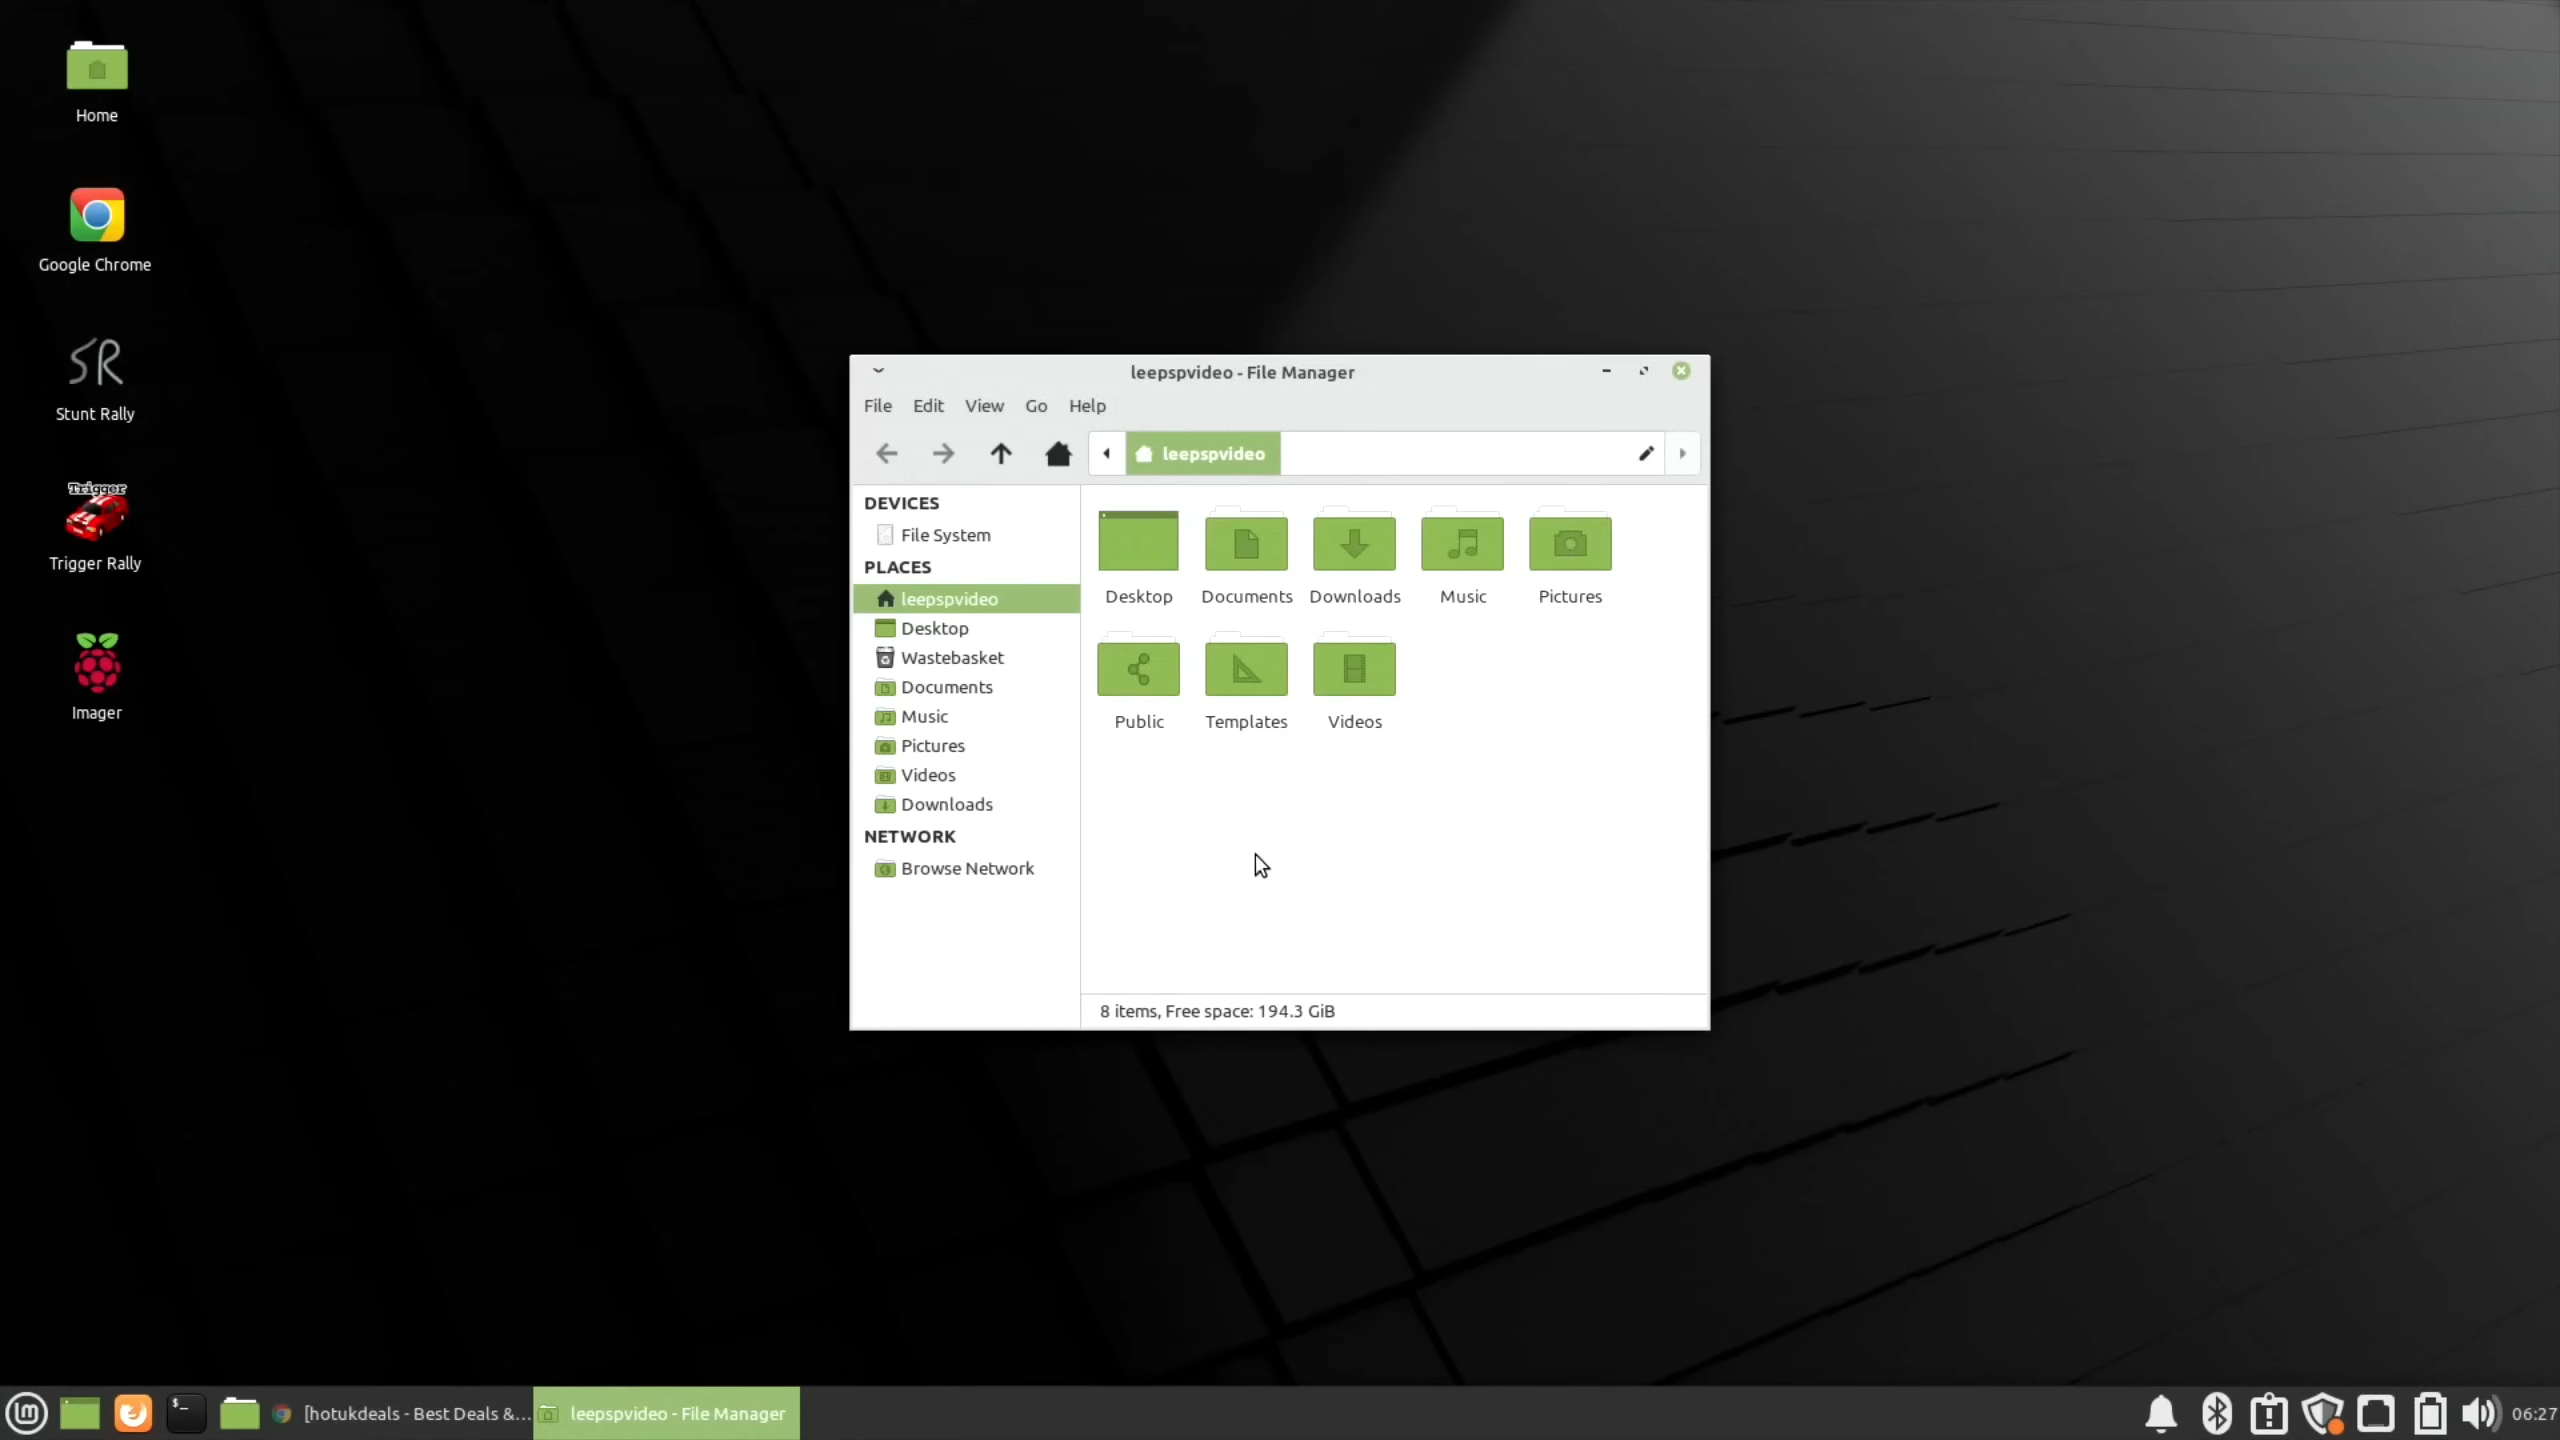 Home
Google Chrome
SR
Stunt Rally
Trigger
Trigger Rally
Imager
leepspvideo - File Manager
File Edit View Go Help
leepspvideo
DEVICES
File System
PLACES
leepspvideo
Desktop
Wastebasket
Documents
Music
Pictures
Videos
Downloads
NETWORK
Browse Network
Desktop Documents Downloads Music Pictures
Public Templates Videos
8 items, Free space: 194.3 GiB
lm $_ [hotukdeals - Best Deals &... leepspvideo - File Manager 06:27